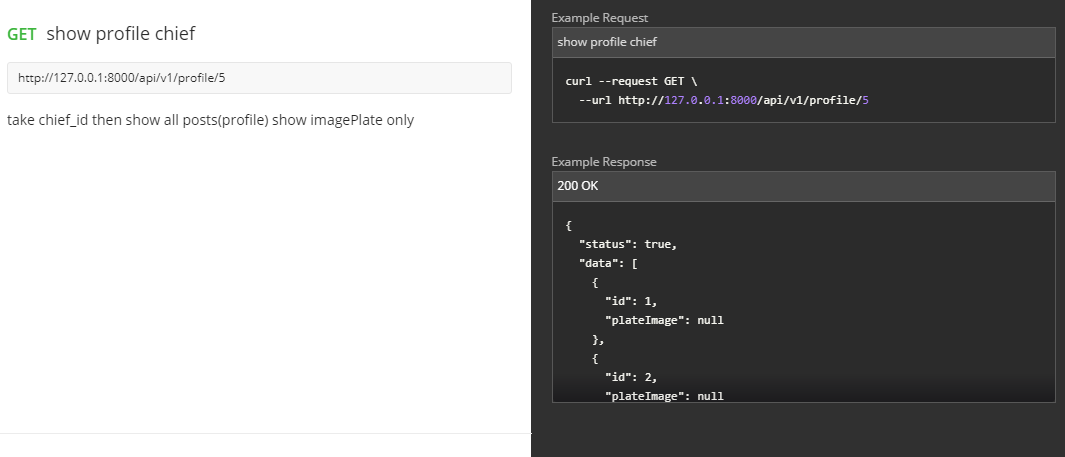 GET show profile chief
http://127.0.0.1:8000/api/v1/profile/5
take chief_id then show all posts(profile) show imagePlate only
Example Request
show profile chief
curl --request GET \
  --url http://127.0.0.1:8000/api/v1/profile/5
Example Response
200 OK
{
  "status": true,
  "data": [
    {
      "id": 1,
      "plateImage": null
    },
    {
      "id": 2,
      "plateImage": null